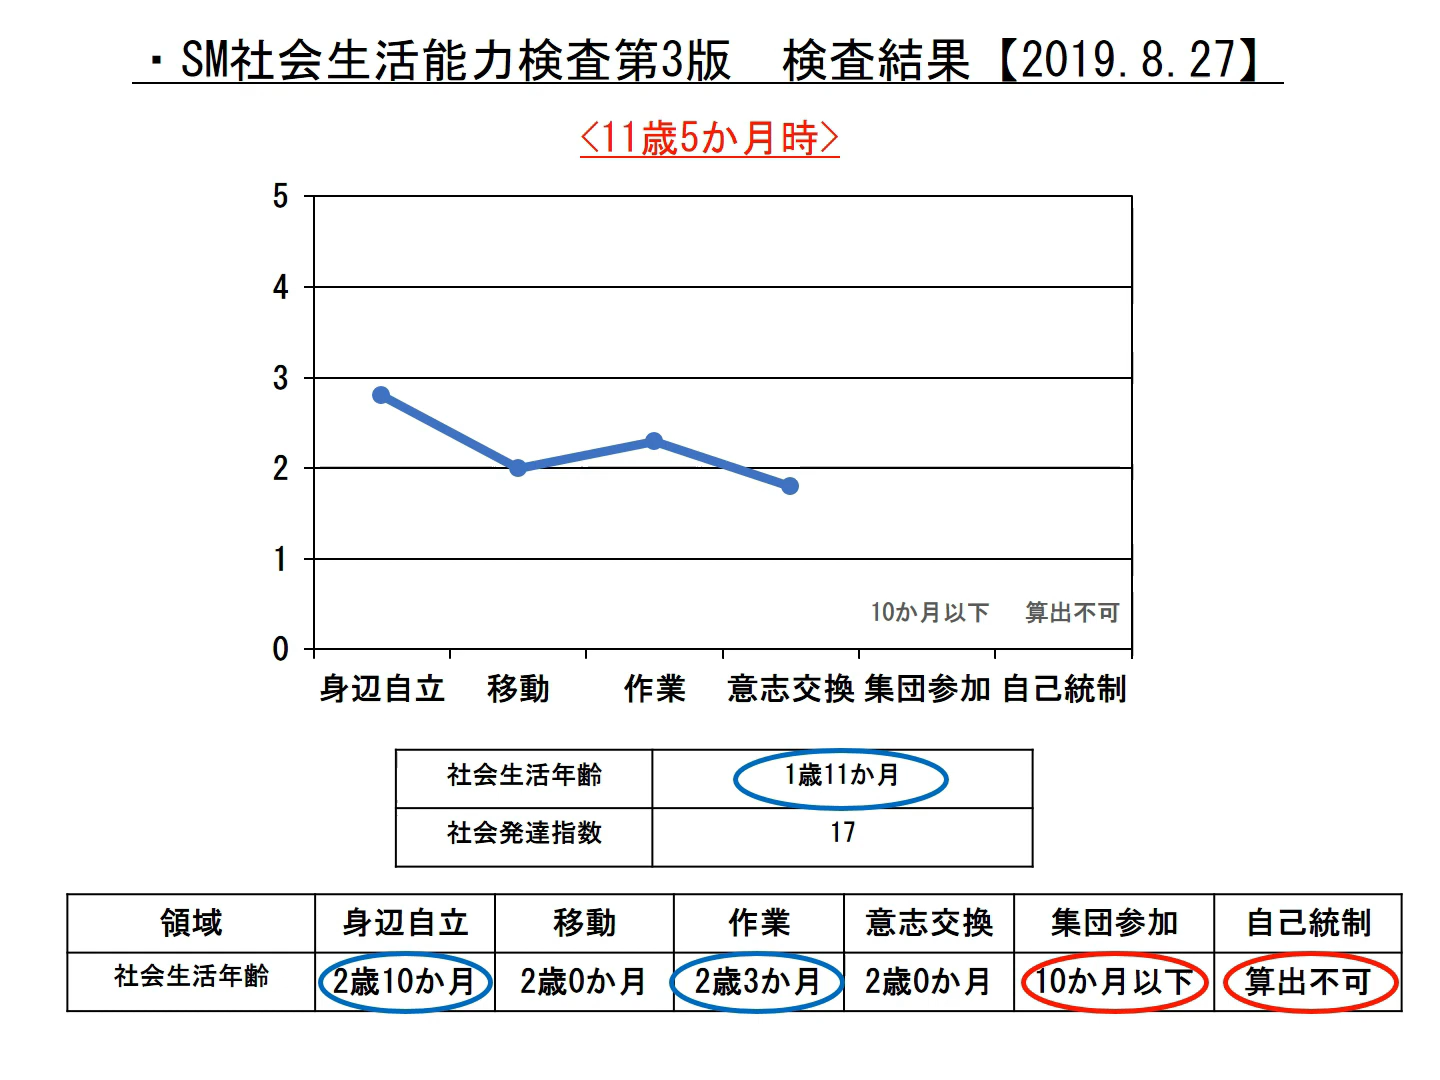 ・SM社会生活能力検査第3版　検査結果【2019.8.27】
<11歳5か月時>
5
4
3
2
1
0
10か月以下 算出不可
身辺自立 移動 作業 意志交換 集団参加 自己統制
社会生活年齢 1歳11か月
社会発達指数 17
領域 身辺自立 移動 作業 意志交換 集団参加 自己統制
社会生活年齢 2歳10か月 2歳0か月 2歳3か月 2歳0か月 10か月以下 算出不可